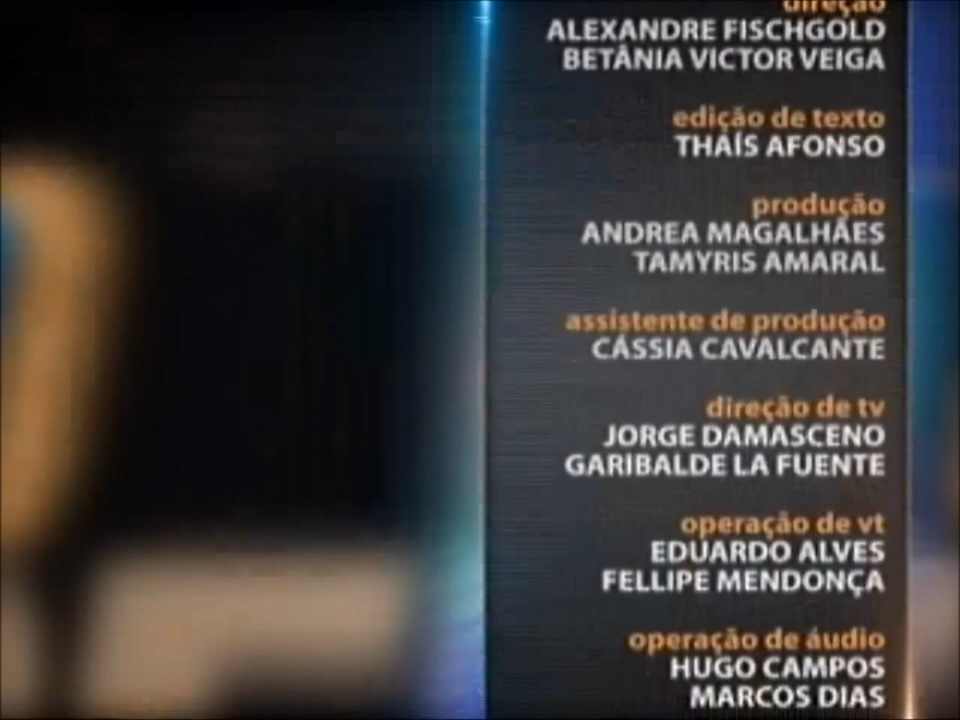 direção
ALEXANDRE FISCHGOLD
BETÂNIA VICTOR VEIGA
edição de texto
THAÍS AFONSO
produção
ANDREA MAGALHÃES
TAMYRIS AMARAL
assistente de produção
CÁSSIA CAVALCANTE
direção de tv
JORGE DAMASCENO
GARIBALDE LA FUENTE
operação de vt
EDUARDO ALVES
FELLIPE MENDONÇA
operação de áudio
HUGO CAMPOS
MARCOS DIAS